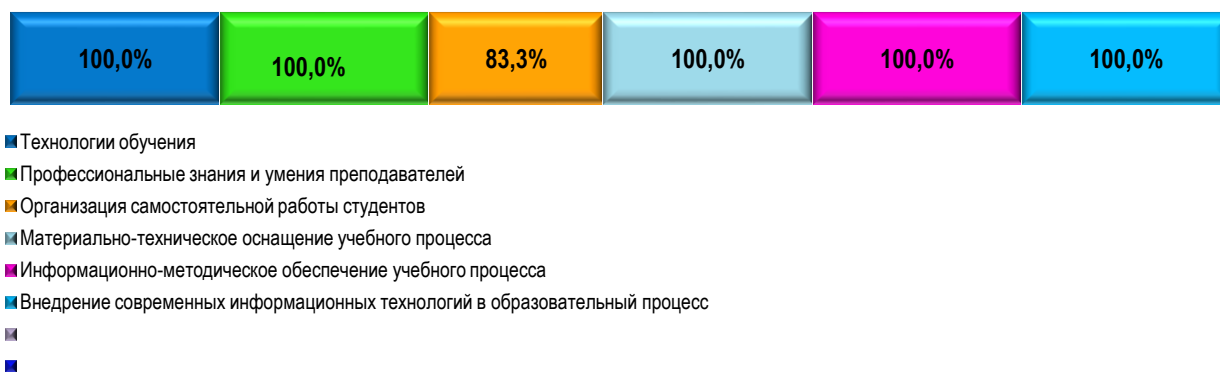 100,0% 100,0% 83,3% 100,0% 100,0% 100,0%
Технологии обучения
Профессиональные знания и умения преподавателей
Организация самостоятельной работы студентов
Материально-техническое оснащение учебного процесса
Информационно-методическое обеспечение учебного процесса
Внедрение современных информационных технологий в образовательный процесс